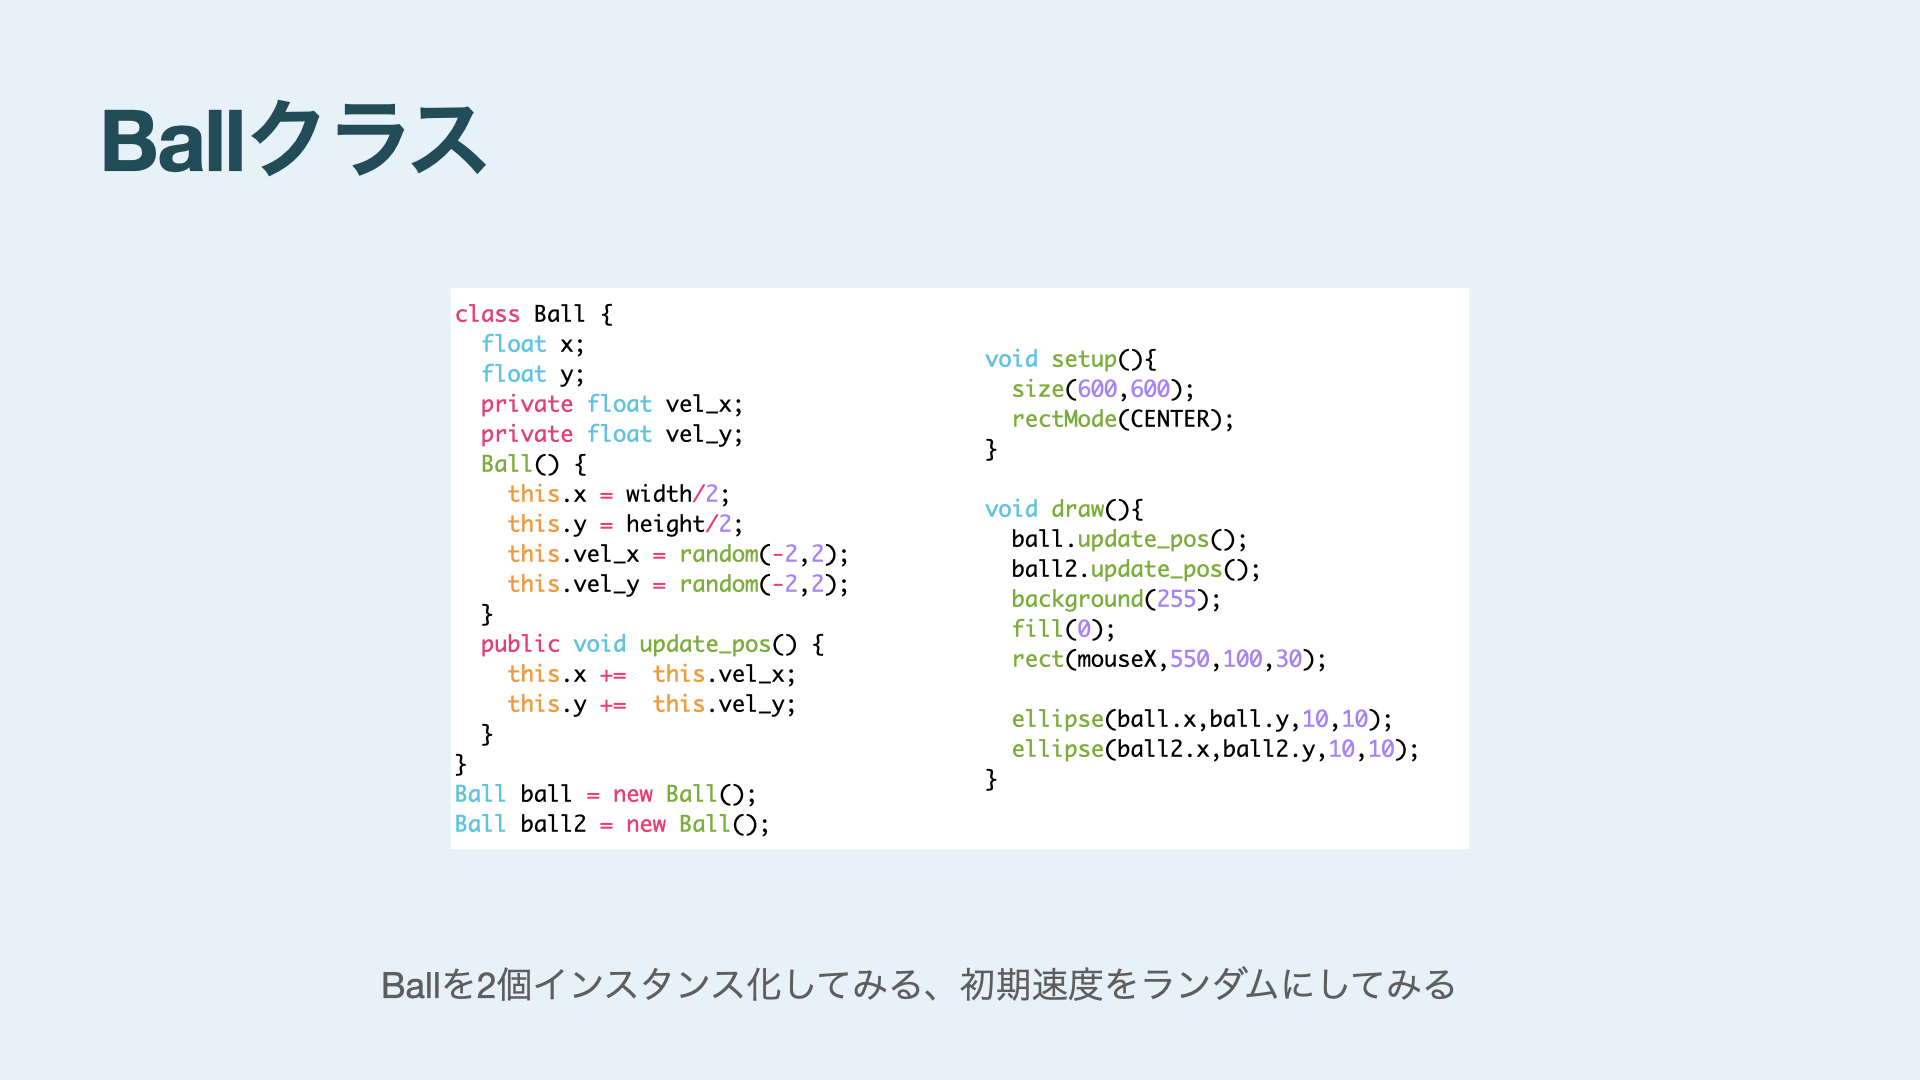 Ballクラス
class Ball {
  float x;
  float y;
  private float vel_x;
  private float vel_y;
  Ball() {
    this.x = width/2;
    this.y = height/2;
    this.vel_x = random(-2,2);
    this.vel_y = random(-2,2);
  }
  public void update_pos() {
    this.x +=  this.vel_x;
    this.y +=  this.vel_y;
  }
}
Ball ball = new Ball();
Ball ball2 = new Ball();
void setup(){
  size(600,600);
  rectMode(CENTER);
}
void draw(){
  ball.update_pos();
  ball2.update_pos();
  background(255);
  fill(0);
  rect(mouseX,550,100,30);
  ellipse(ball.x,ball.y,10,10);
  ellipse(ball2.x,ball2.y,10,10);
}
Ballを2個インスタンス化してみる、初期速度をランダムにしてみる